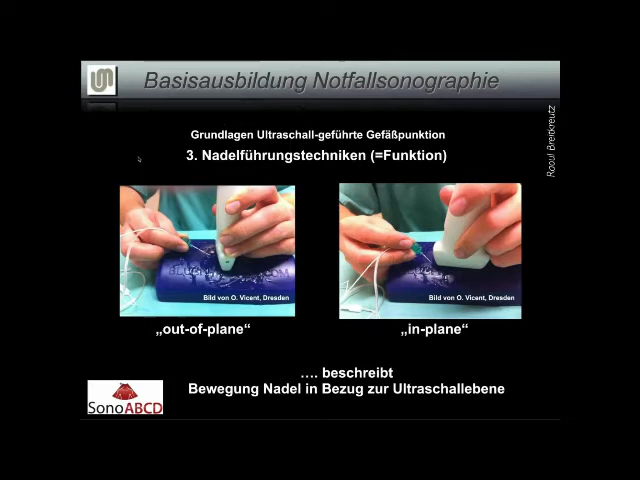 Basisausbildung Notfallsonographie
Raoul Breitkreutz
Grundlagen Ultraschall-geführte Gefäßpunktion
3. Nadelführungstechniken (=Funktion)
Bild von O. Vicent, Dresden
Bild von O. Vicent, Dresden
„out-of-plane“
„in-plane“
…. beschreibt
Bewegung Nadel in Bezug zur Ultraschallebene
SonoABCD